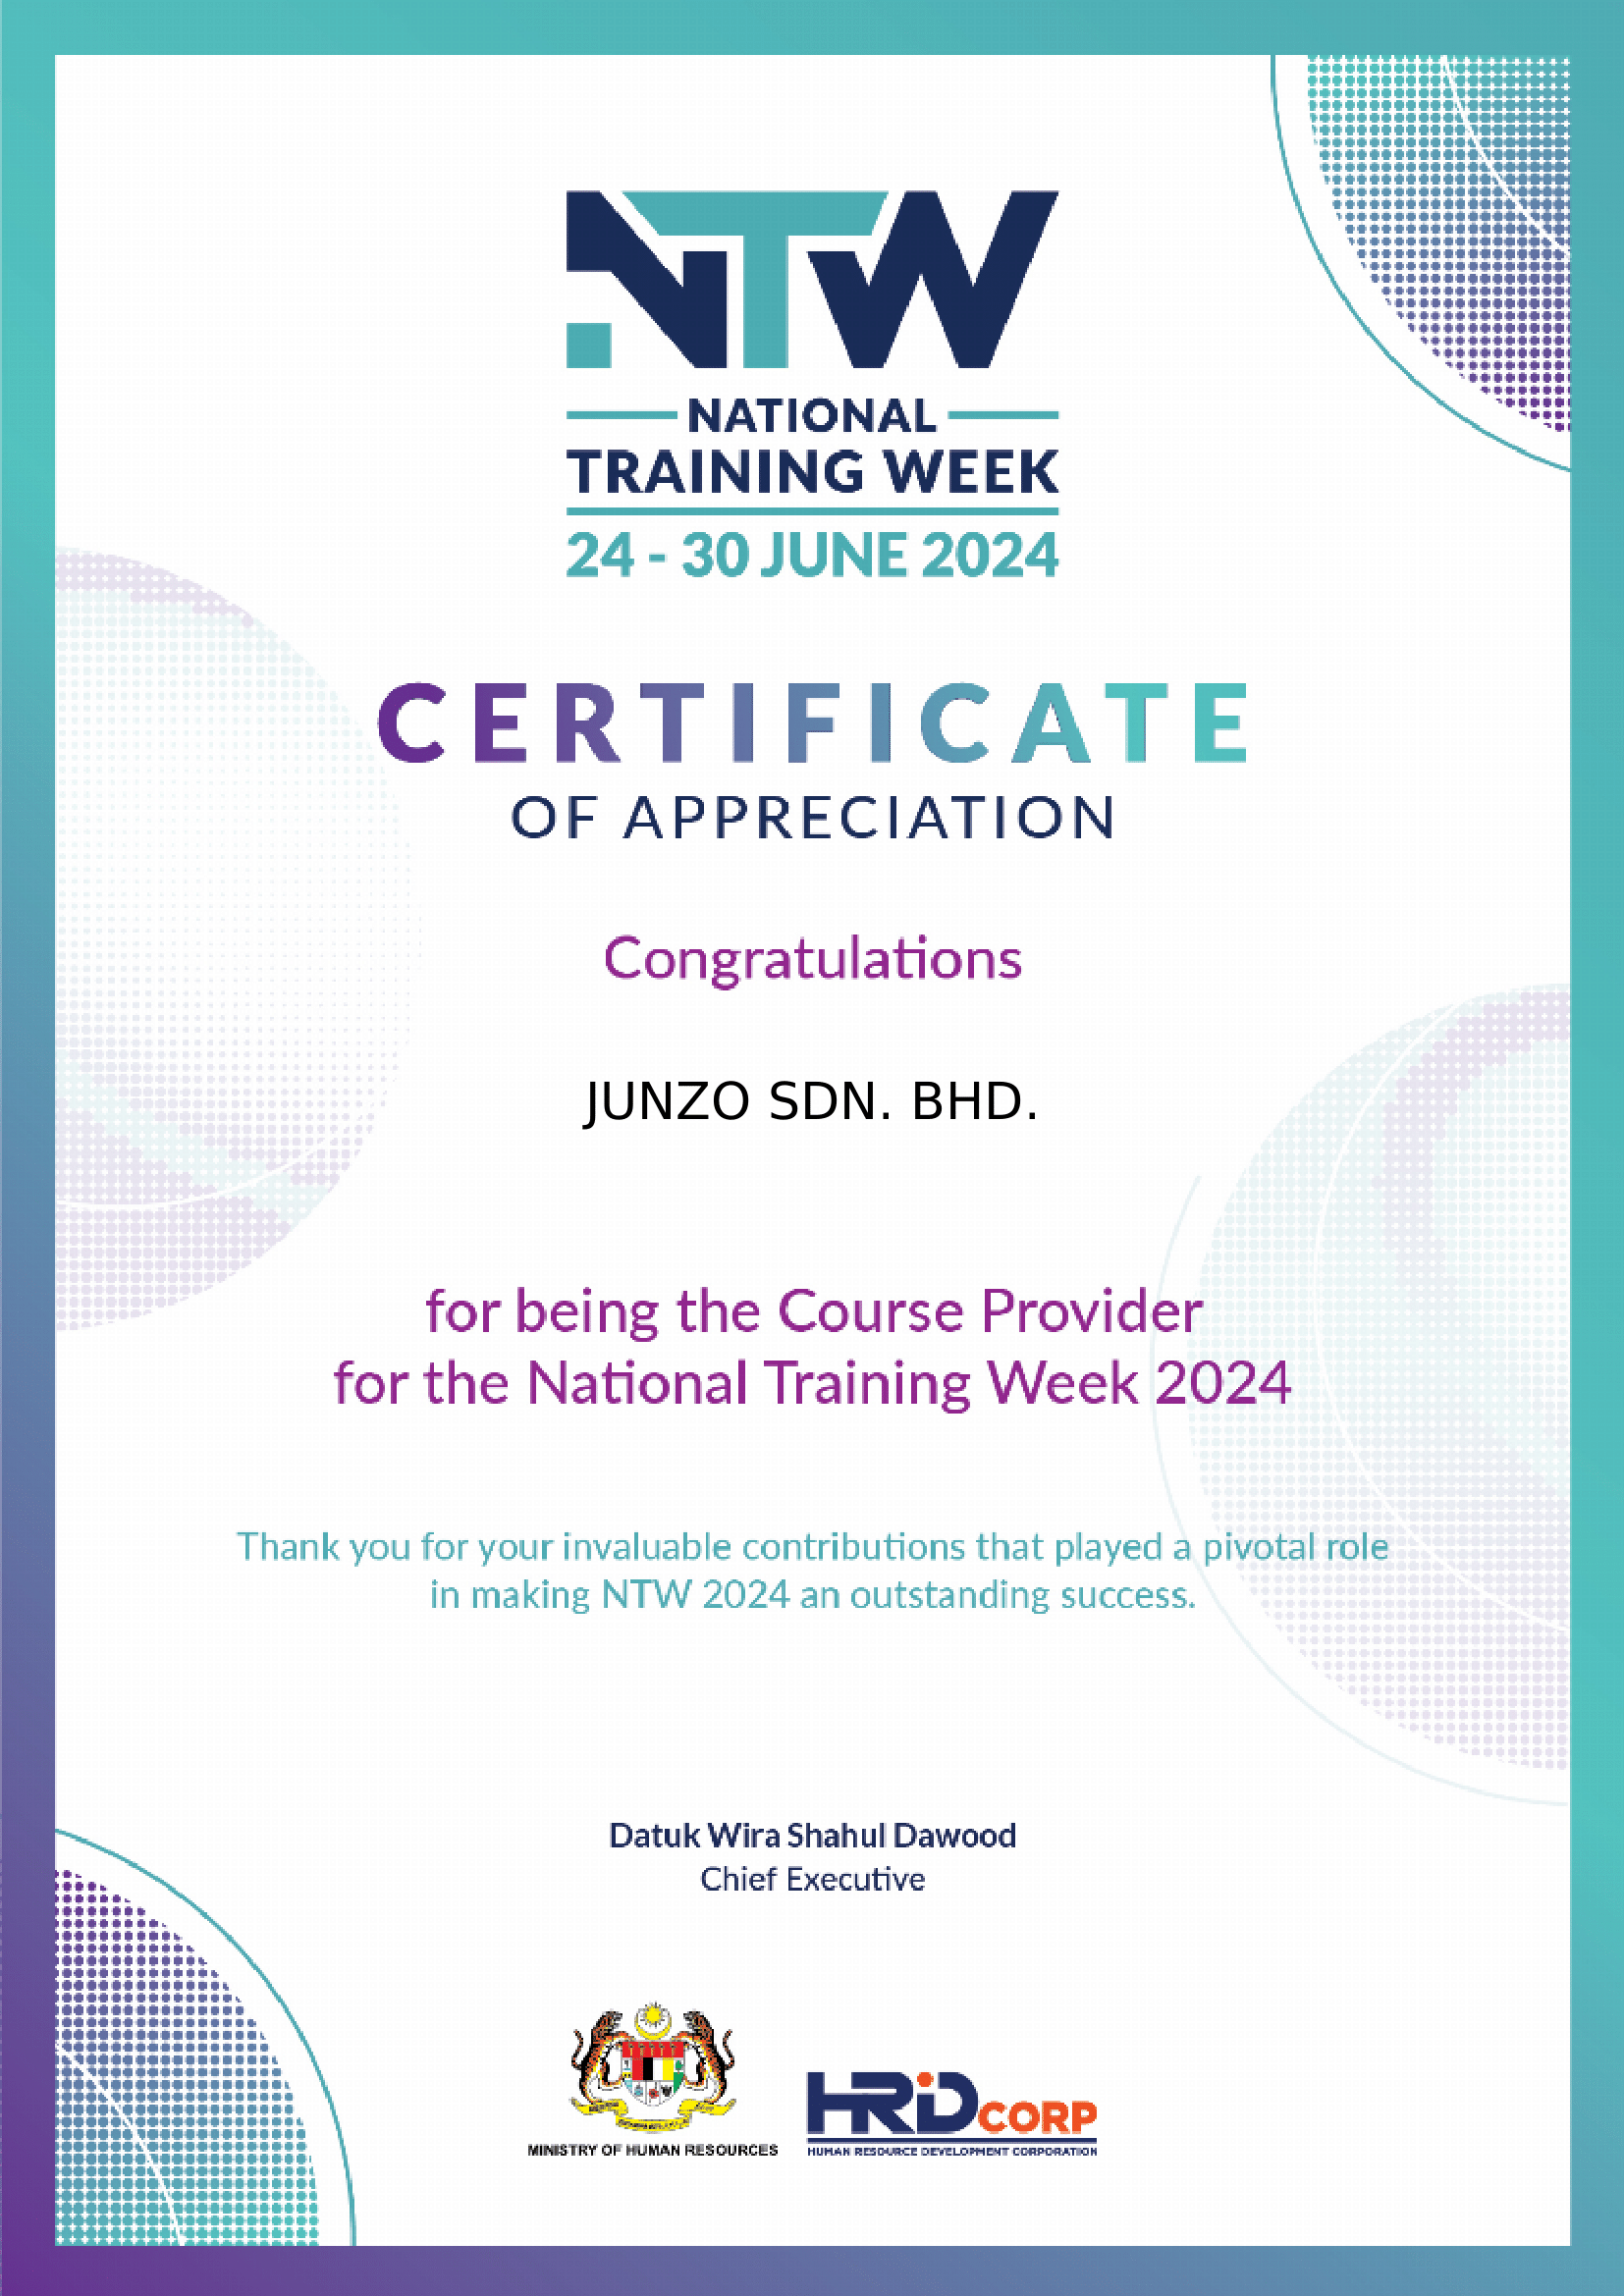 NTW
NATIONAL
TRAINING WEEK
24 - 30 JUNE 2024
CERTIFICATE
OF APPRECIATION
Congratulations
JUNZO SDN. BHD.
for being the Course Provider
for the National Training Week 2024
Thank you for your invaluable contributions that played a pivotal role
in making NTW 2024 an outstanding success.
Datuk Wira Shahul Dawood
Chief Executive
MINISTRY OF HUMAN RESOURCES
HRD CORP
HUMAN RESOURCE DEVELOPMENT CORPORATION